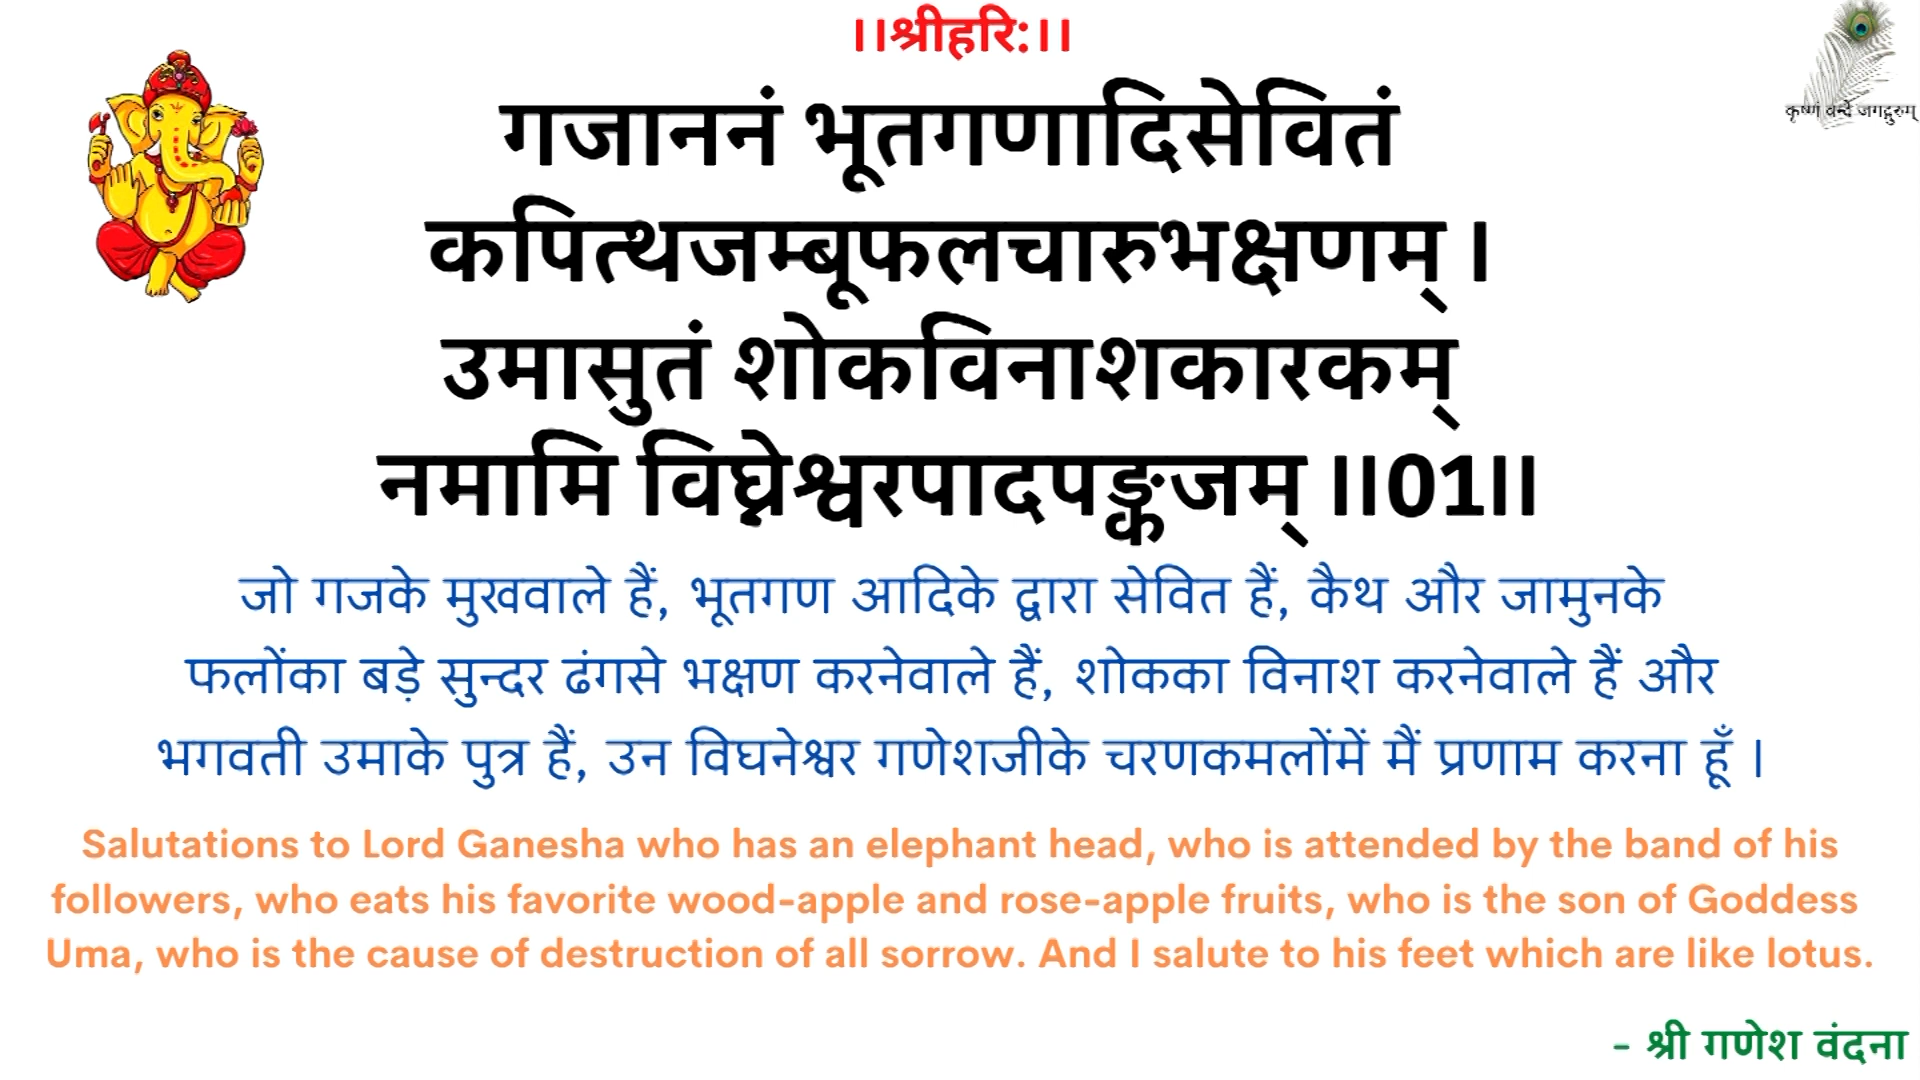 ।।श्रीहरि:।।
कृष्णं वन्दे जगद्गुरुम्
गजाननं भूतगणादिसेवितं
कपित्थजम्बूफलचारुभक्षणम् ।
उमासुतं शोकविनाशकारकम्
नमामि विघ्नेश्वरपादपङ्कजम् ।।01।।
जो गजके मुखवाले हैं, भूतगण आदिके द्वारा सेवित हैं, कैथ और जामुनके
फलोंका बड़े सुन्दर ढंगसे भक्षण करनेवाले हैं, शोकका विनाश करनेवाले हैं और
भगवती उमाके पुत्र हैं, उन विघनेश्वर गणेशजीके चरणकमलोंमें मैं प्रणाम करना हूँ ।
Salutations to Lord Ganesha who has an elephant head, who is attended by the band of his
followers, who eats his favorite wood-apple and rose-apple fruits, who is the son of Goddess
Uma, who is the cause of destruction of all sorrow. And I salute to his feet which are like lotus.
- श्री गणेश वंदना